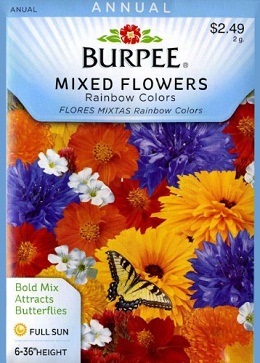 ANUAL
ANNUAL
$2.49
2 g.
BURPEE®
MIXED FLOWERS
Rainbow Colors
FLORES MIXTAS Rainbow Colors
Bold Mix
Attracts
Butterflies
FULL SUN
6-36"HEIGHT